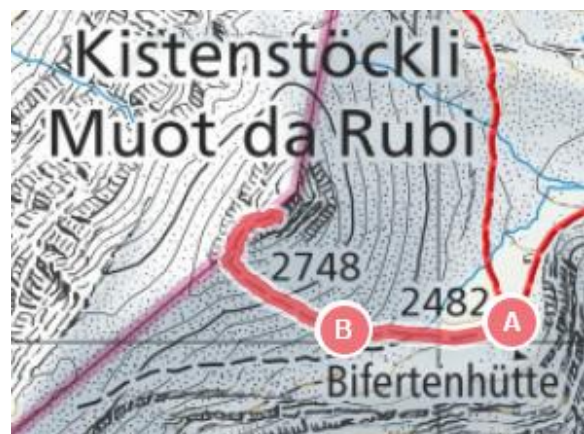 Kistenstöckli
Muot da Rubi
2748
2482
A
B
Bifertenhütte